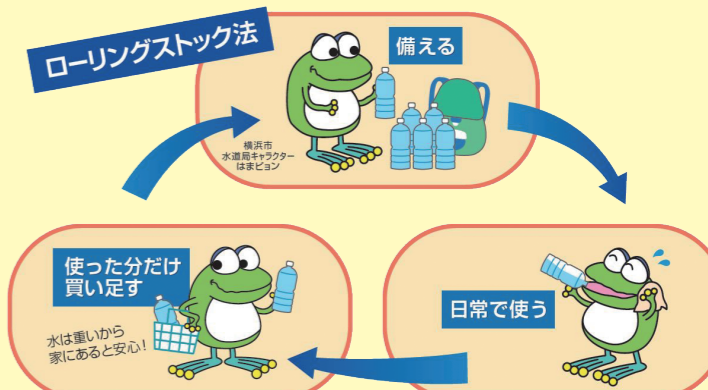 ローリングストック法
備える
横浜市
水道局キャラクター
はまピョン
使った分だけ
買い足す
水は重いから
家にあると安心！
日常で使う